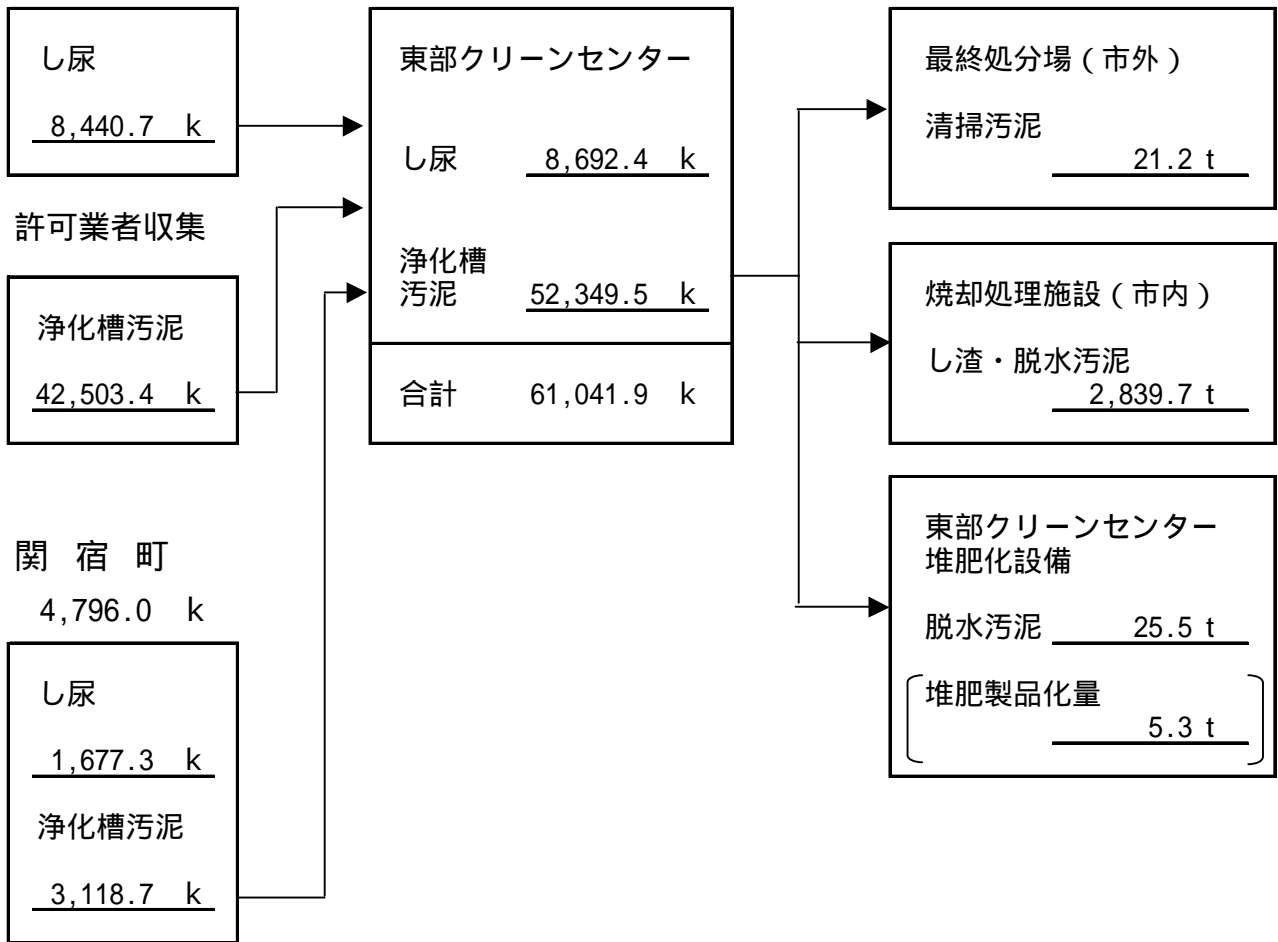 し尿
8,440.7 k
許可業者収集
浄化槽汚泥
42,503.4 k
関 宿 町
4,796.0 k
し尿
1,677.3 k
浄化槽汚泥
3,118.7 k
東部クリーンセンター
し尿 8,692.4 k
浄化槽
汚泥 52,349.5 k
合計 61,041.9 k
最終処分場(市外)
清掃汚泥
21.2 t
焼却処理施設(市内)
し渣・脱水汚泥
2,839.7 t
東部クリーンセンター
堆肥化設備
脱水汚泥 25.5 t
堆肥製品化量
5.3 t